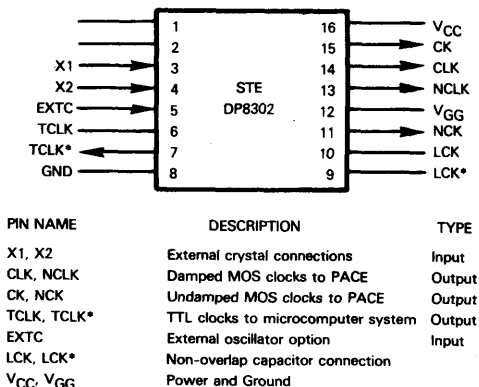 1 16 VCC
2 15 CK
X1 3 14 CLK
X2 4 STE 13 NCLK
EXTC 5 DP8302 12 VGG
TCLK 6 11 NCK
TCLK* 7 10 LCK
GND 8 9 LCK*
PIN NAME DESCRIPTION TYPE
X1, X2 External crystal connections Input
CLK, NCLK Damped MOS clocks to PACE Output
CK, NCK Undamped MOS clocks to PACE Output
TCLK, TCLK* TTL clocks to microcomputer system Output
EXTC External oscillator option Input
LCK, LCK* Non-overlap capacitor connection
VCC, VGG Power and Ground